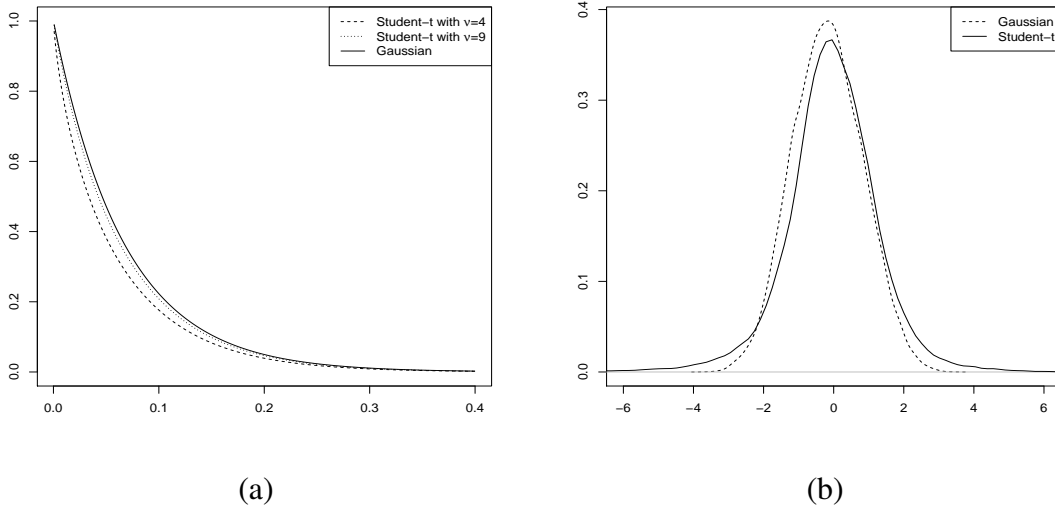 Student−t with ν=4
Student−t with ν=9
Gaussian
1.0
0.8
0.6
0.4
0.2
0.0
0.0 0.1 0.2 0.3 0.4
(a)
Gaussian
Student−t
0.4
0.3
0.2
0.1
0.0
−6 −4 −2 0 2 4 6
(b)